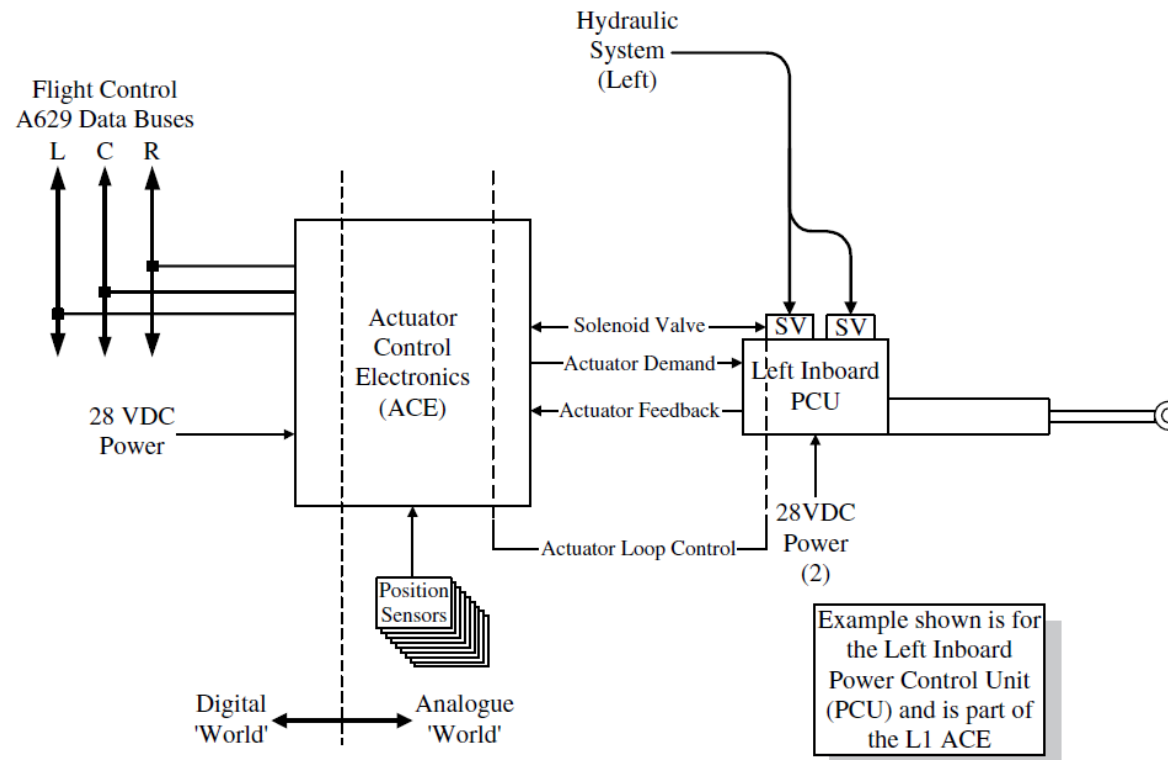 Hydraulic
System
(Left)
Flight Control
A629 Data Buses
L C R
Actuator
Control
Electronics
(ACE)
28 VDC
Power
Solenoid Valve
Actuator Demand
Actuator Feedback
SV SV
Left Inboard
PCU
Actuator Loop Control
28VDC
Power
(2)
Position
Sensors
Digital
'World'
Analogue
'World'
Example shown is for
the Left Inboard
Power Control Unit
(PCU) and is part of
the L1 ACE